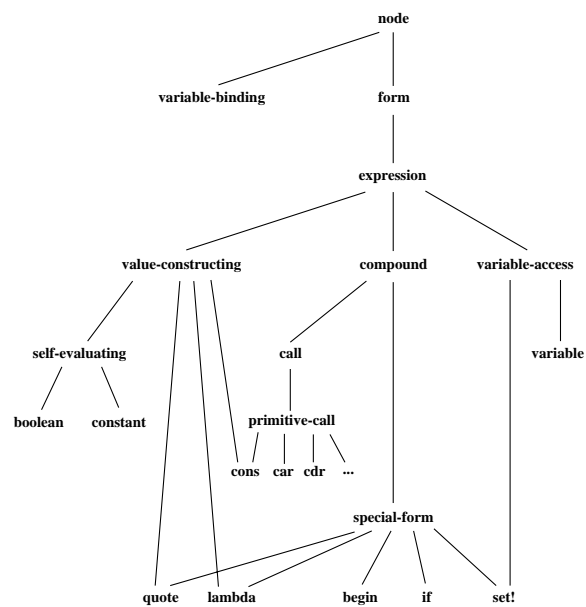 node
variable-binding form
expression
value-constructing compound variable-access
self-evaluating call variable
boolean constant primitive-call
cons car cdr ...
special-form
quote lambda begin if set!